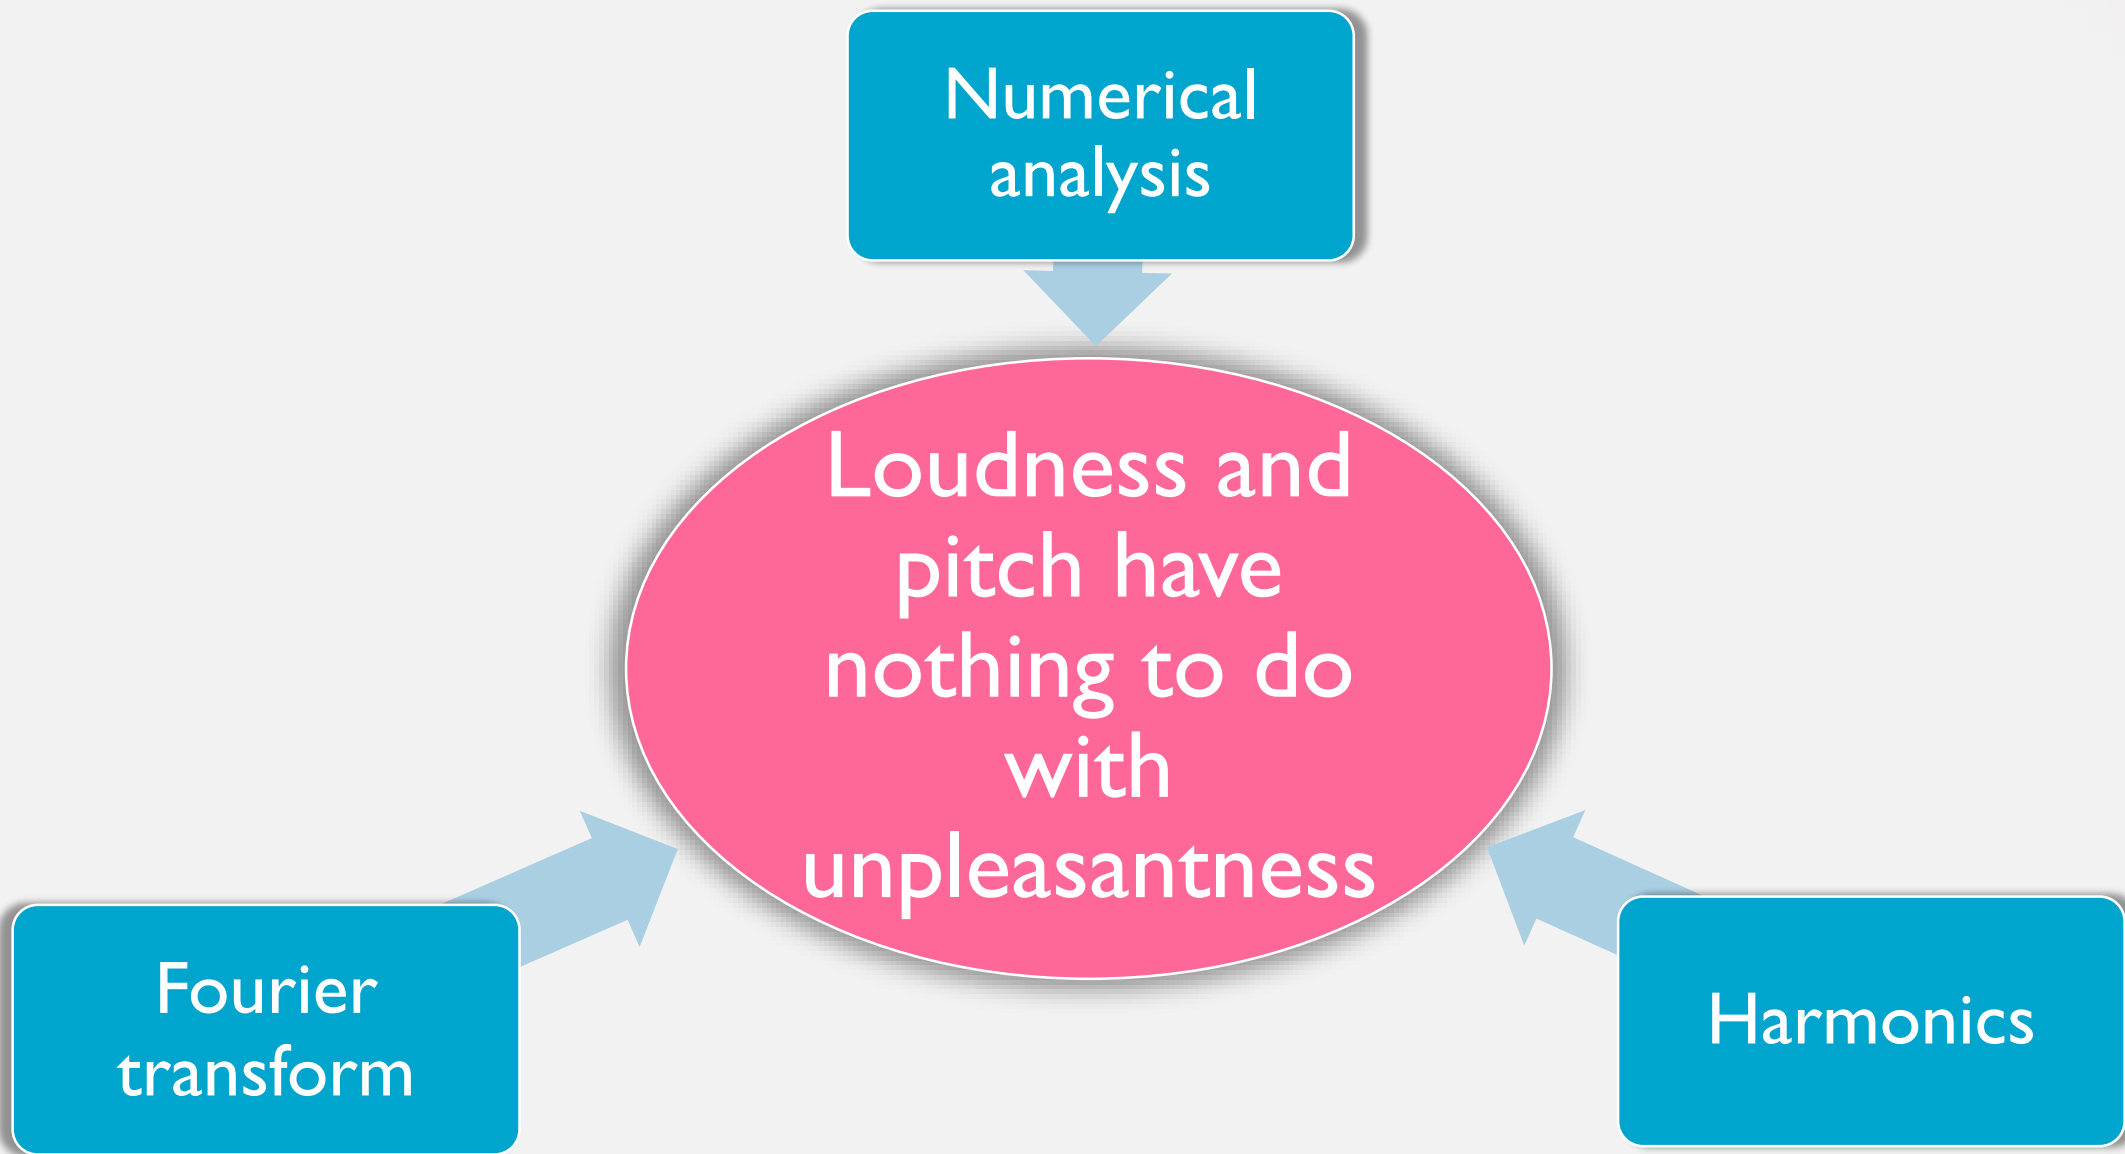 Numerical
analysis
Loudness and
pitch have
nothing to do
with
unpleasantness
Fourier
transform
Harmonics